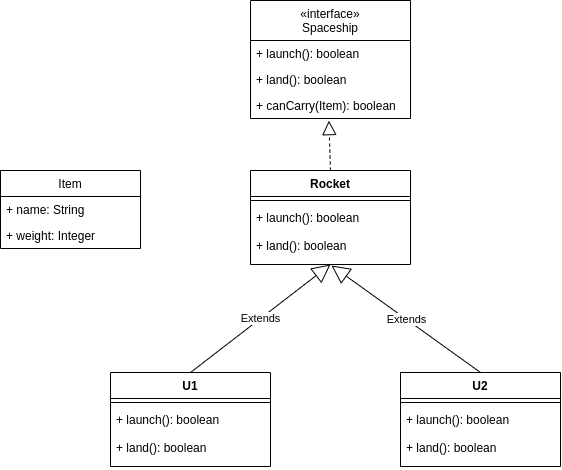 «interface»
Spaceship
+ launch(): boolean
+ land(): boolean
+ canCarry(Item): boolean
Item
+ name: String
+ weight: Integer
Rocket
+ launch(): boolean
+ land(): boolean
Extends
Extends
U1
+ launch(): boolean
+ land(): boolean
U2
+ launch(): boolean
+ land(): boolean